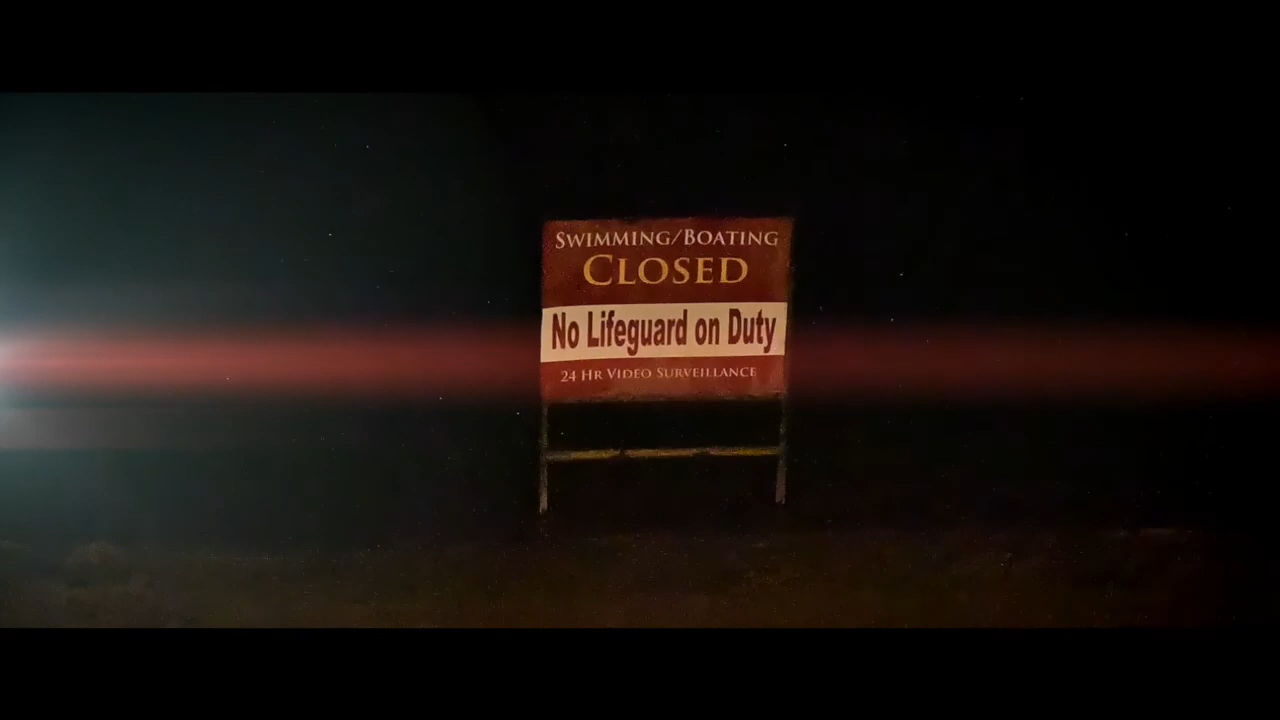 SWIMMING/BOATING
CLOSED
No Lifeguard on Duty
24 HR VIDEO SURVEILLANCE